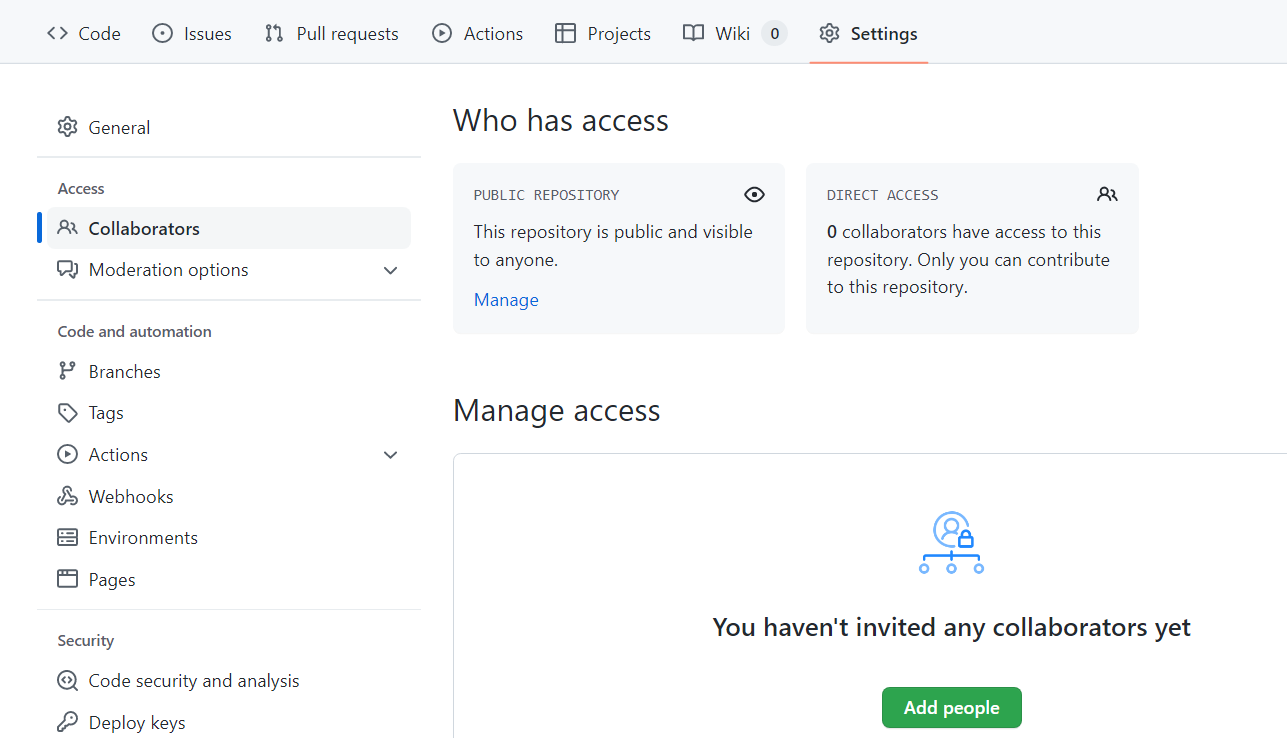 Code Issues Pull requests Actions Projects Wiki 0 Settings
General
Access
Collaborators
Moderation options
Code and automation
Branches
Tags
Actions
Webhooks
Environments
Pages
Security
Code security and analysis
Deploy keys
Who has access
PUBLIC REPOSITORY
This repository is public and visible
to anyone.
Manage
DIRECT ACCESS
0 collaborators have access to this
repository. Only you can contribute
to this repository.
Manage access
You haven't invited any collaborators yet
Add people